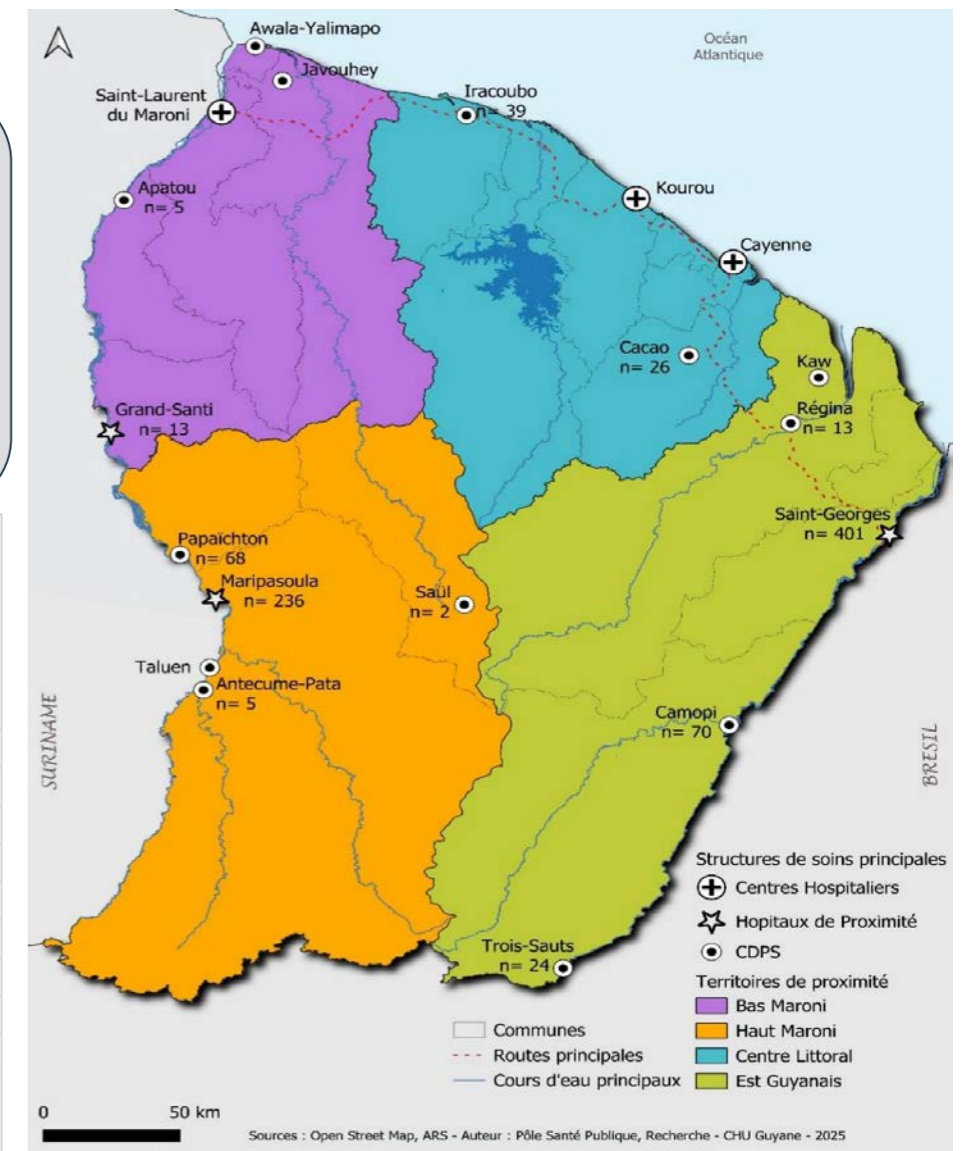 Awala-Yalimapo
Océan
Atlantique
Javouhey
Saint-Laurent
du Maroni
Iracoubo
n= 39
Apatou
n= 5
Kourou
Cayenne
Cacao
n= 26
Kaw
Grand-Santi
n= 13
Régina
n= 13
Saint-Georges
n= 401
Papaïchton
n= 68
Maripasoula
n= 236
Saül
n= 2
Taluen
Antecume-Pata
n= 5
Camopi
n= 70
SURINAME
BRESIL
Trois-Sauts
n= 24
Structures de soins principales
Centres Hospitaliers
Hopitaux de Proximité
CDPS
Territoires de proximité
Bas Maroni
Haut Maroni
Centre Littoral
Est Guyanais
Communes
Routes principales
Cours d'eau principaux
0 50 km
Sources : Open Street Map, ARS - Auteur : Pôle Santé Publique, Recherche - CHU Guyane - 2025